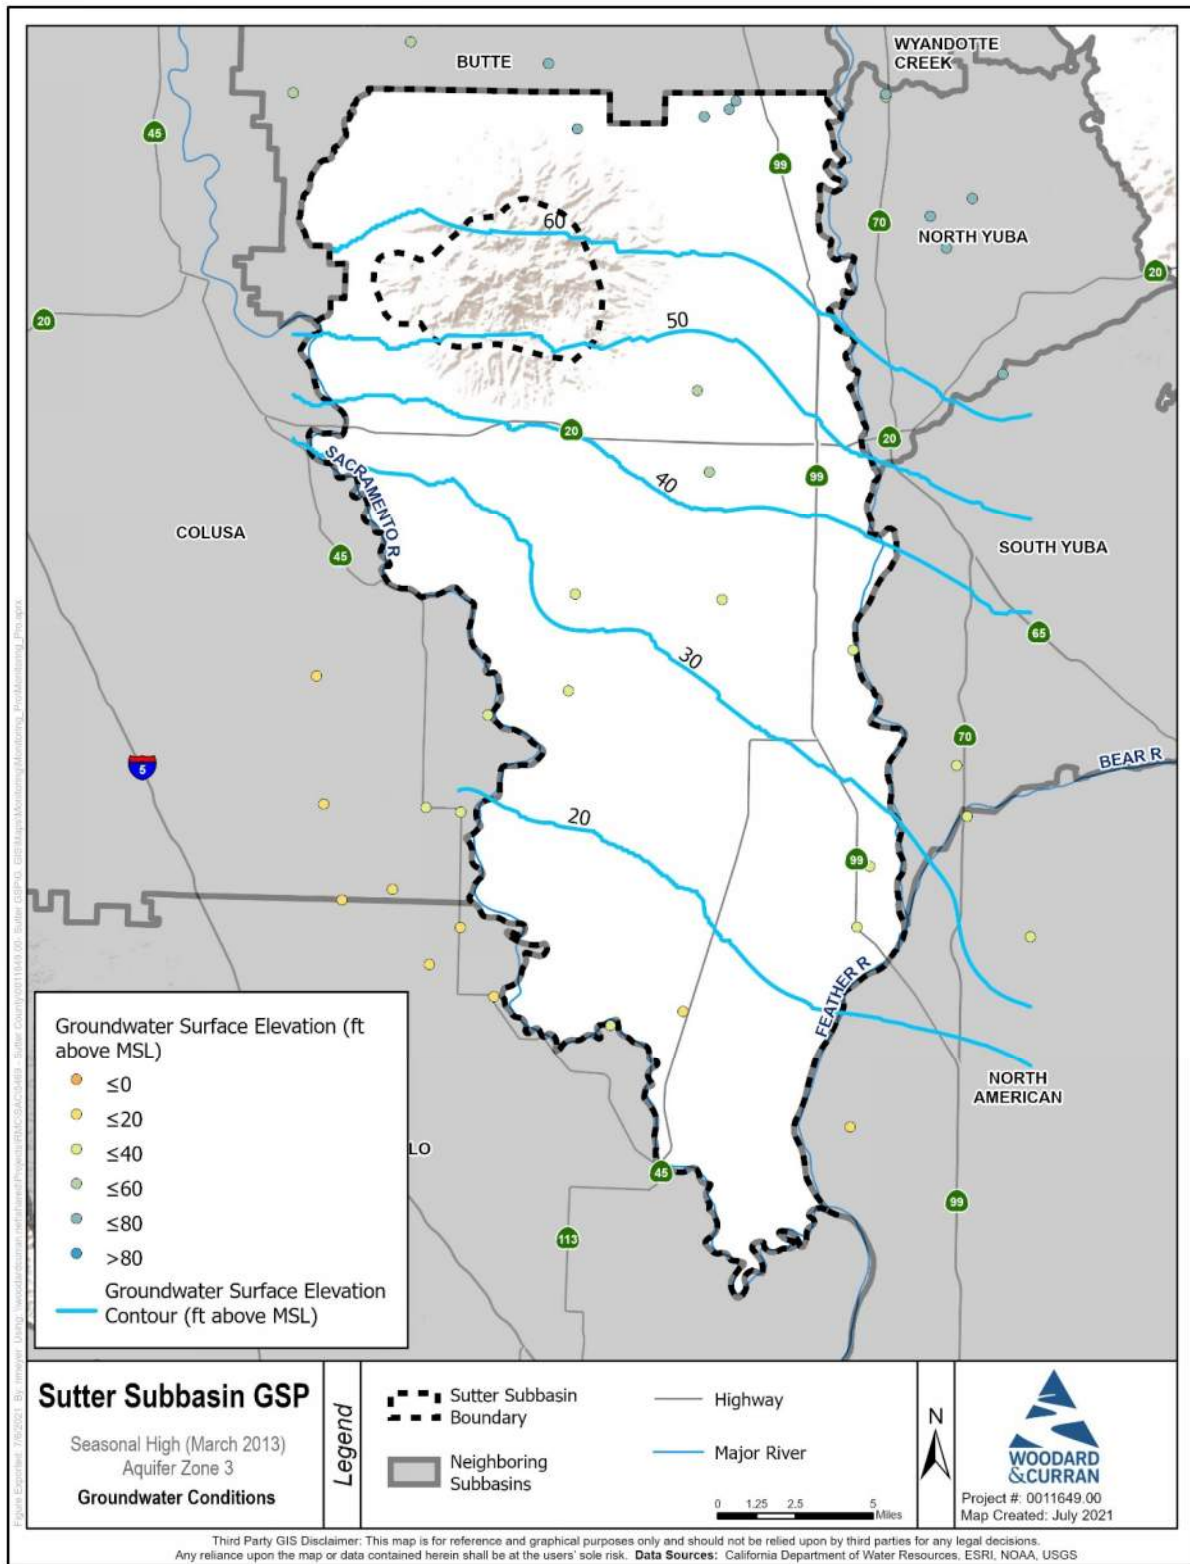 BUTTE
WYANDOTTE
CREEK
45
99
70
NORTH YUBA
60
20
20
50
20
20
99
40
SACRAMENTO R
COLUSA
45
SOUTH YUBA
65
30
70
BEAR R
5
20
99
FEATHER R
NORTH
AMERICAN
LO
45
99
113
Groundwater Surface Elevation (ft
above MSL)
≤0
≤20
≤40
≤60
≤80
>80
Groundwater Surface Elevation
Contour (ft above MSL)
Sutter Subbasin GSP
Seasonal High (March 2013)
Aquifer Zone 3
Groundwater Conditions
Legend
Sutter Subbasin
Boundary
Neighboring
Subbasins
Highway
Major River
0 1.25 2.5 5
Miles
N
WOODARD
&CURRAN
Project #: 0011649.00
Map Created: July 2021
Third Party GIS Disclaimer: This map is for reference and graphical purposes only and should not be relied upon by third parties for any legal decisions.
Any reliance upon the map or data contained herein shall be at the users' sole risk. Data Sources: California Department of Water Resources, ESRI, NOAA, USGS